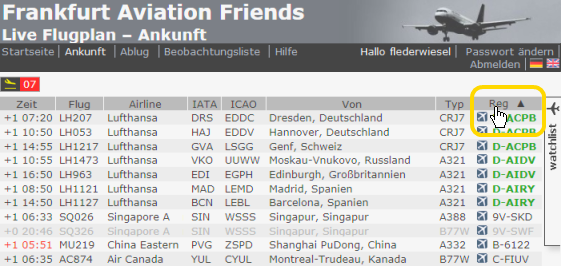 Frankfurt Aviation Friends
Live Flugplan – Ankunft
Startseite | Ankunft | Abflug | Beobachtungsliste | Hilfe Hallo flederwiesel | Passwort ändern
Abmelden |
07
Zeit Flug Airline IATA ICAO Von Typ Reg ▲
+1 07:20 LH207 Lufthansa DRS EDDC Dresden, Deutschland CRJ7 D-ACPB
+1 10:50 LH053 Lufthansa HAJ EDDV Hannover, Deutschland CRJ7 D-ACPB
+1 14:55 LH1217 Lufthansa GVA LSGG Genf, Schweiz CRJ7 D-ACPB
+1 10:55 LH1473 Lufthansa VKO UUWW Moskau-Vnukovo, Russland A321 D-AIDV
+1 16:50 LH963 Lufthansa EDI EGPH Edinburgh, Großbritannien A321 D-AIDV
+1 08:50 LH1121 Lufthansa MAD LEMD Madrid, Spanien A321 D-AIRY
+1 14:50 LH1127 Lufthansa BCN LEBL Barcelona, Spanien A321 D-AIRY
+1 06:33 SQ026 Singapore A SIN WSSS Singapur, Singapur A388 9V-SKD
+0 20:46 SQ326 Singapore A SIN WSSS Singapur, Singapur B77W 9V-SWF
+1 05:51 MU219 China Eastern PVG ZSPD Shanghai PuDong, China A332 B-6122
+1 06:35 AC874 Air Canada YUL CYUL Montreal-Trudeau, Kanada B77W C-FIUV
watchlist